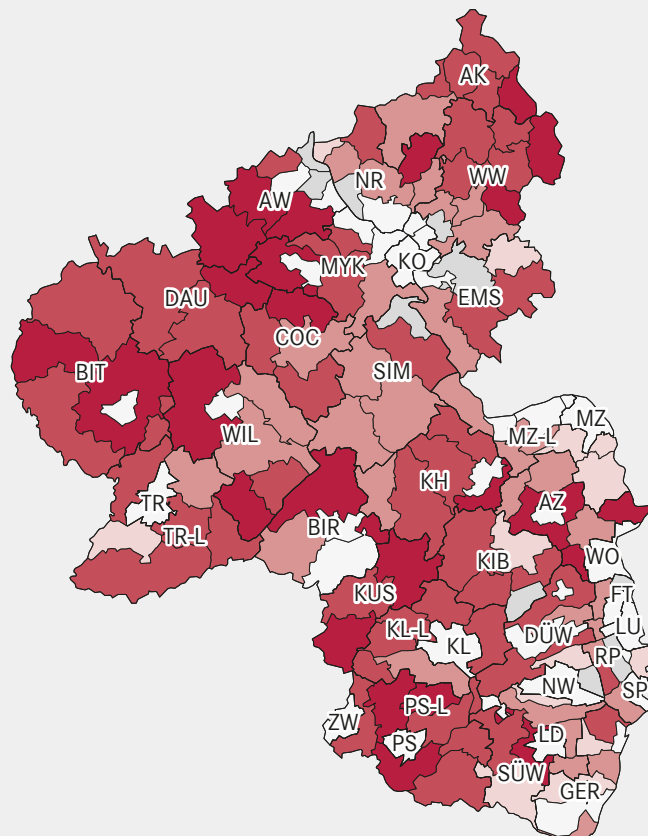 AK
NR
WW
AW
KO
MYK
EMS
DAU
COC
BIT
SIM
WIL
MZ
MZ-L
KH
AZ
TR
BIR
TR-L
KIB
WO
KUS
FT
LU
KL-L
KL
DÜW
RP
NW
SP
PS-L
ZW
PS
LD
SÜW
GER